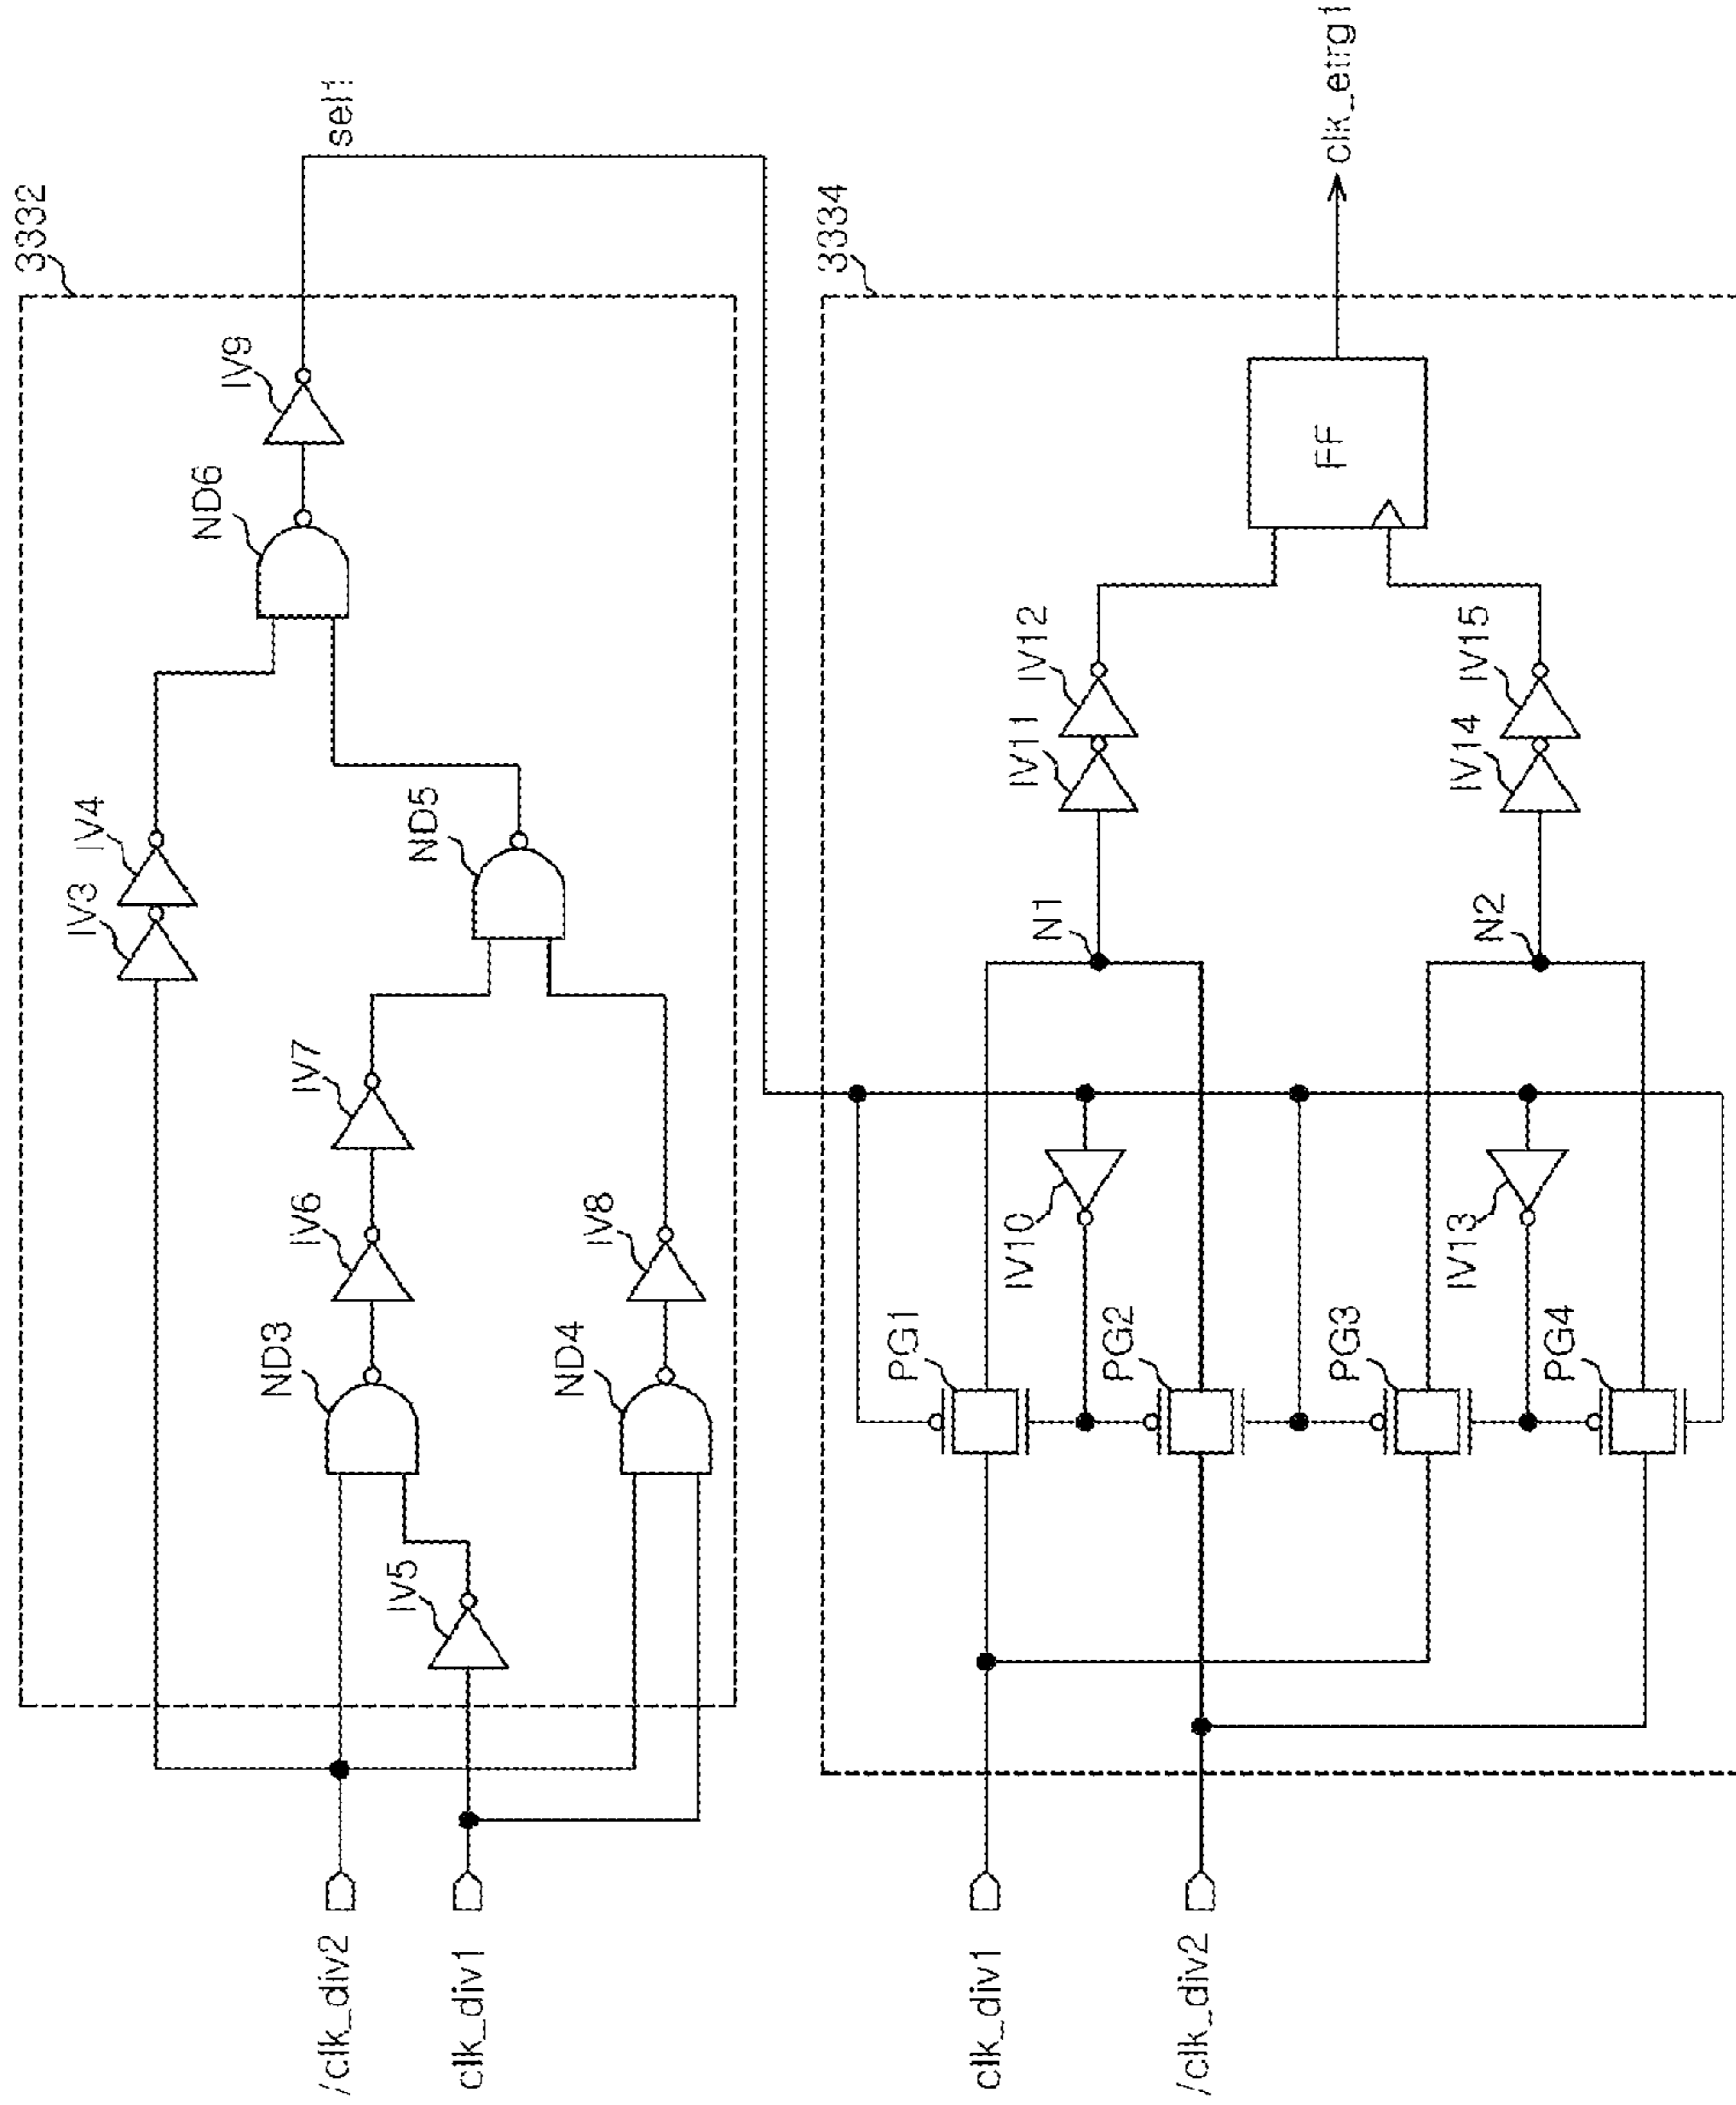 3332
/clk_div2
clk_div1
IV3
IV4
IV5
ND3
IV6
IV7
ND4
IV8
ND5
ND6
IV9
sel1
3334
clk_div1
/clk_div2
PG1
IV10
PG2
PG3
IV13
PG4
N1
IV11
IV12
N2
IV14
IV15
FF
clk_etrg1